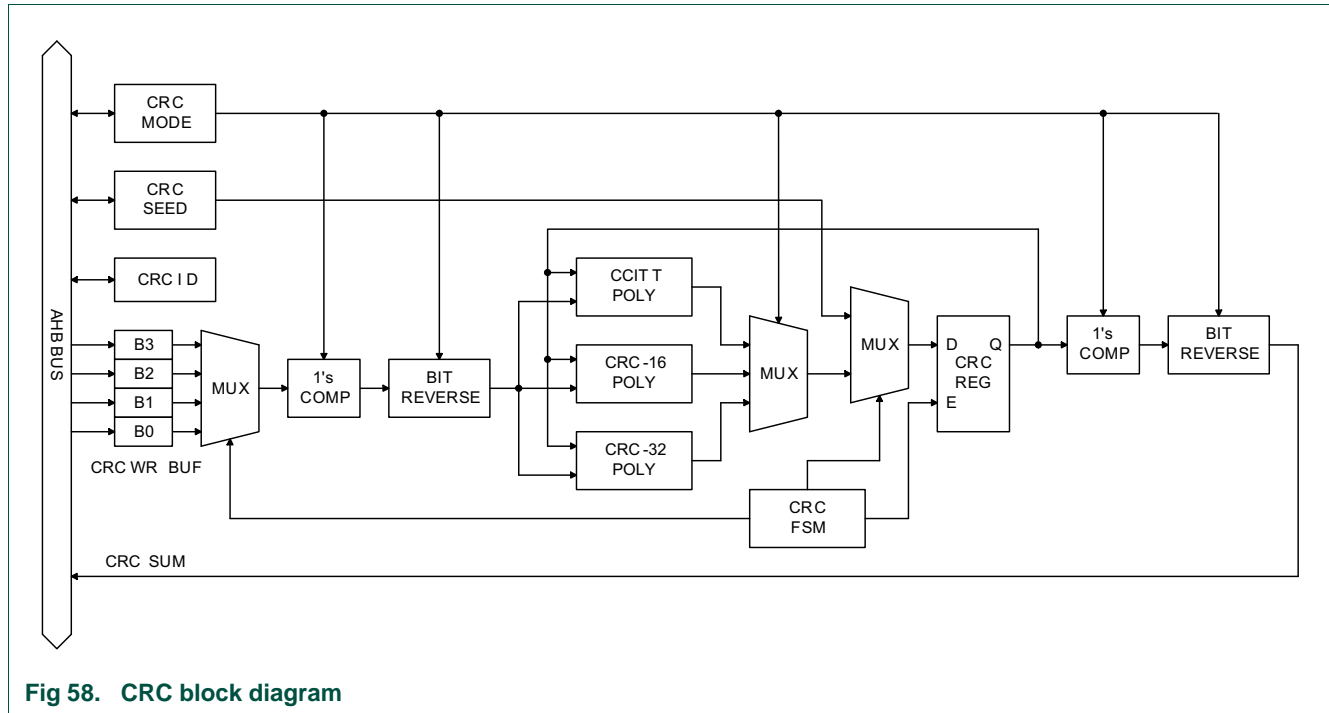 CRC
MODE
CRC
SEED
CRC ID
AHB BUS
B3
B2
B1
B0
CRC WR BUF
MUX
1's
COMP
BIT
REVERSE
CCITT
POLY
CRC-16
POLY
CRC-32
POLY
MUX
MUX
D Q
CRC
REG
E
1's
COMP
BIT
REVERSE
CRC
FSM
CRC SUM
Fig 58. CRC block diagram